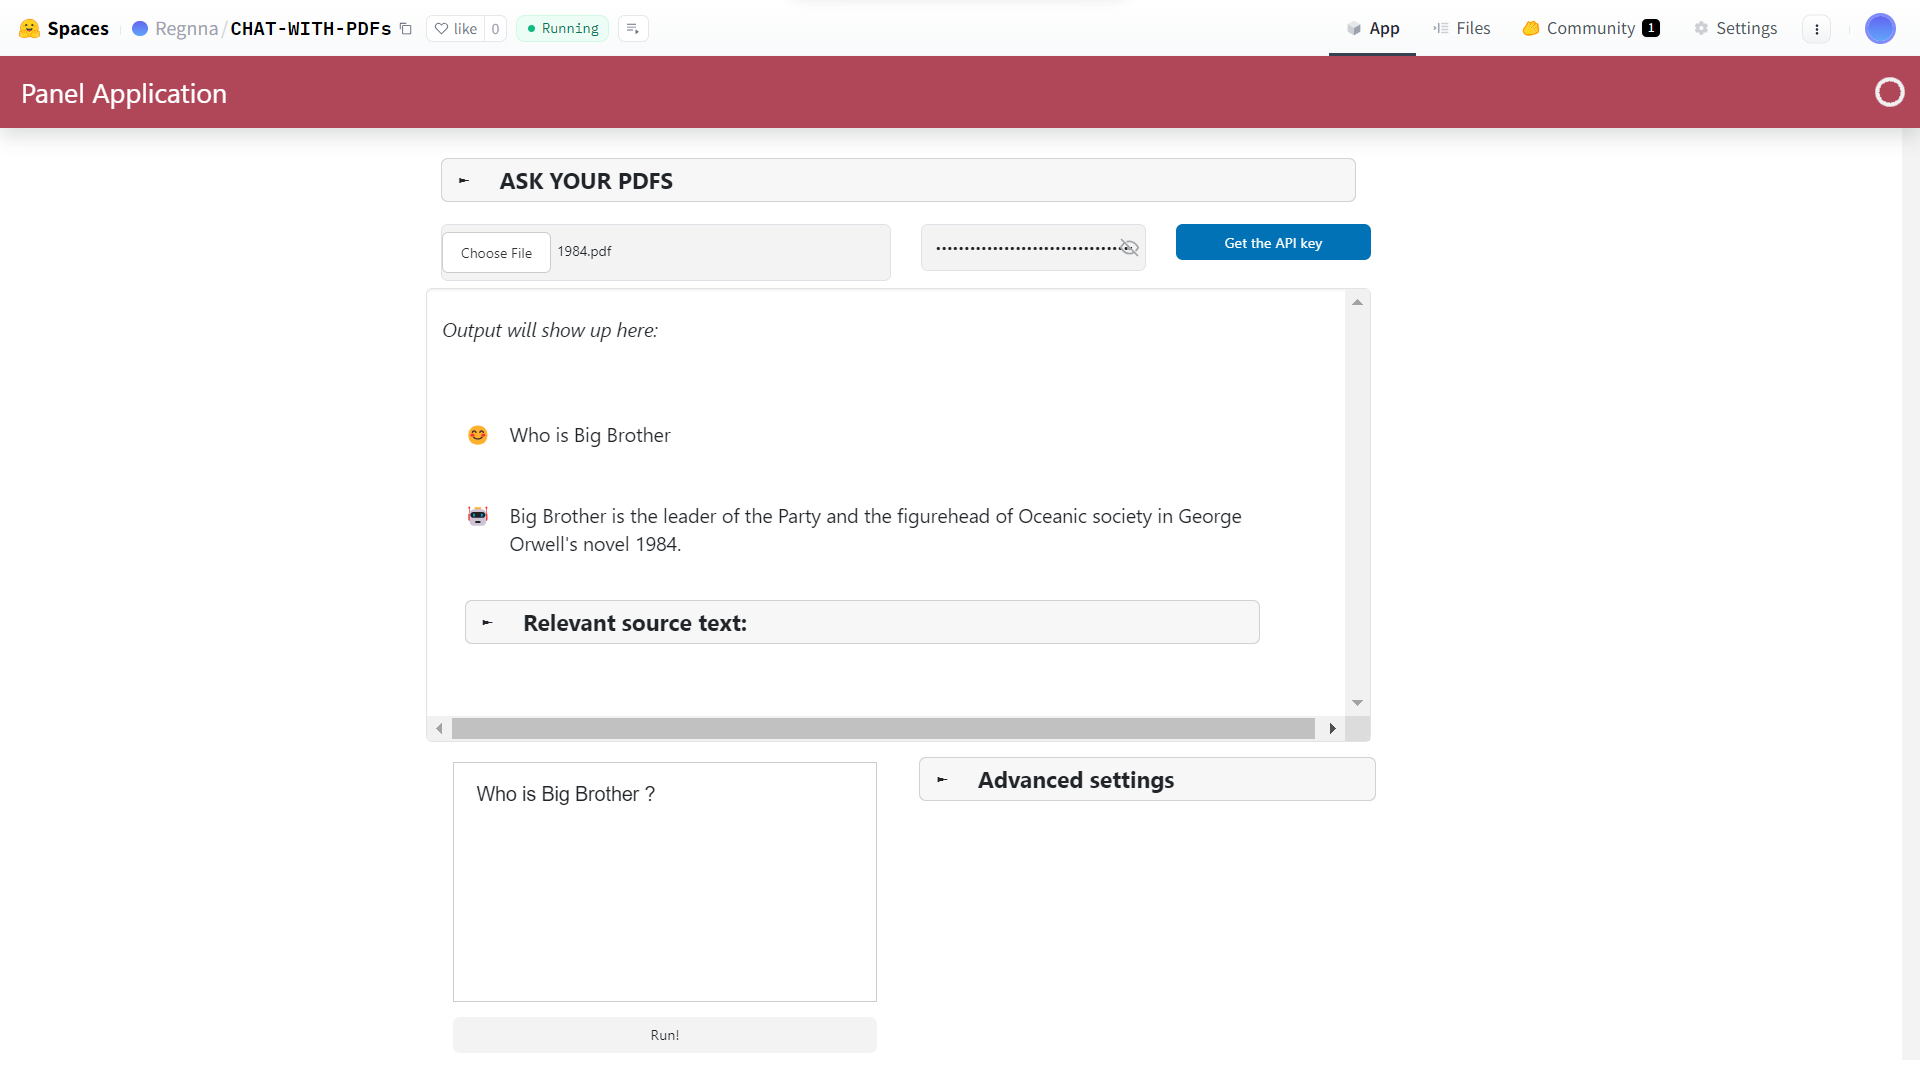 Spaces Regnna/CHAT-WITH-PDFs like 0 Running App Files Community 1 Settings
Panel Application
ASK YOUR PDFS
Choose File 1984.pdf Get the API key
Output will show up here:
Who is Big Brother
Big Brother is the leader of the Party and the figurehead of Oceanic society in George
Orwell's novel 1984.
Relevant source text:
Who is Big Brother ?
Advanced settings
Run!